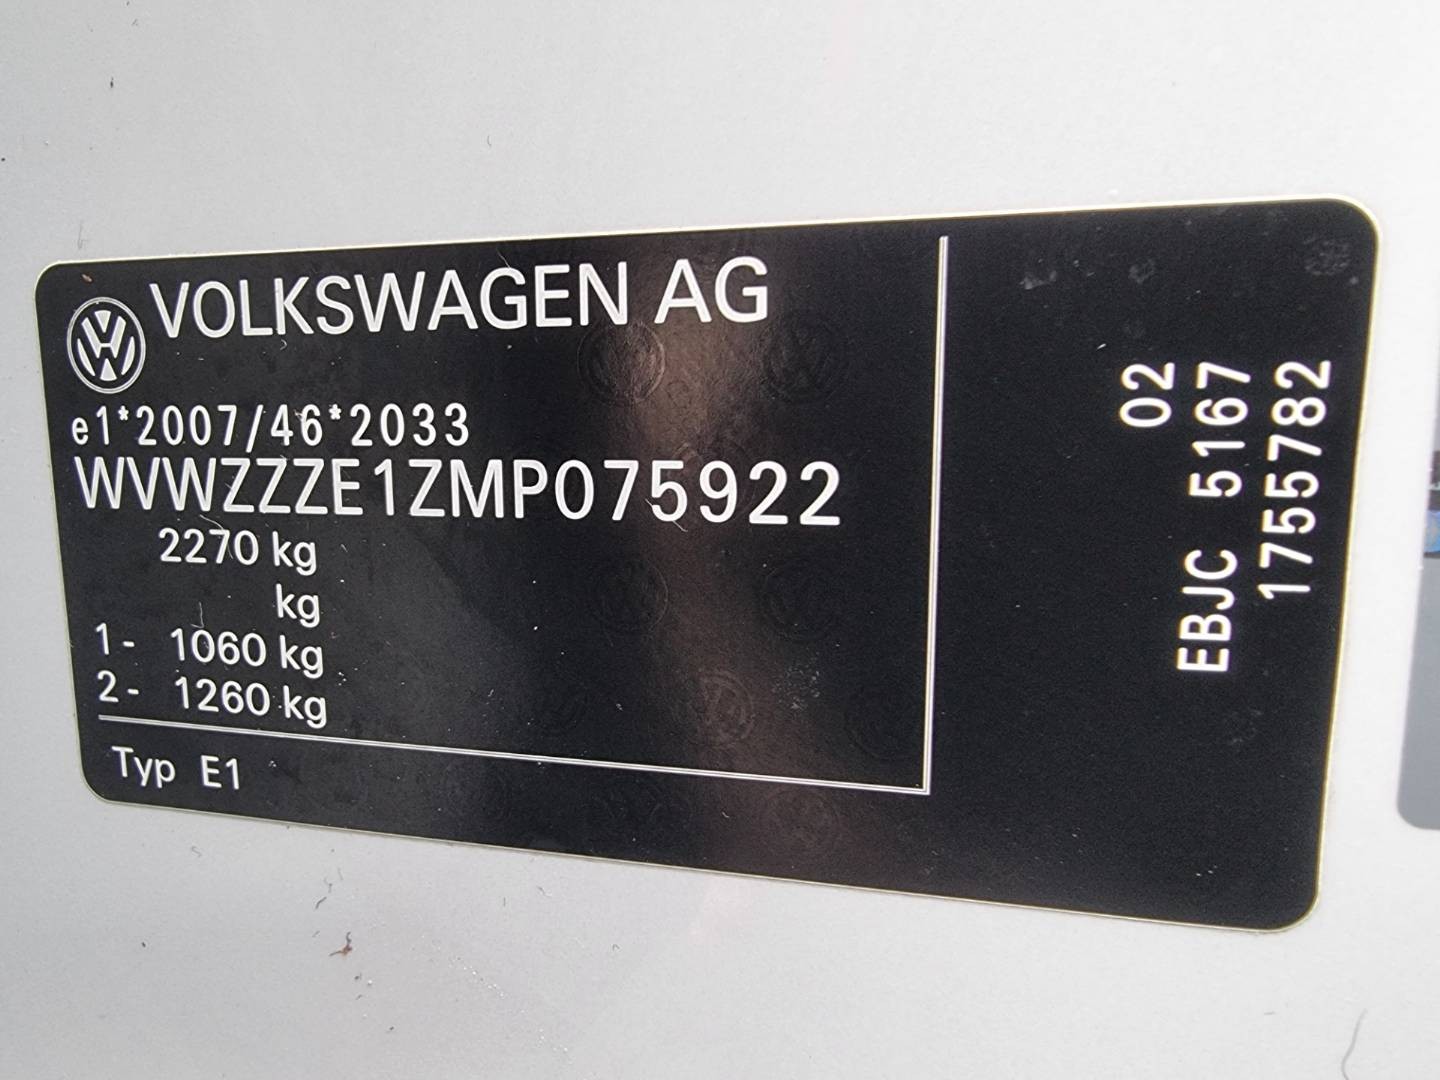 VOLKSWAGEN AG
e1*2007/46*2033
WVWZZZE1ZMP075922
2270 kg
kg
1- 1060 kg
2- 1260 kg
Typ E1
02
EBJC 5167
1755782